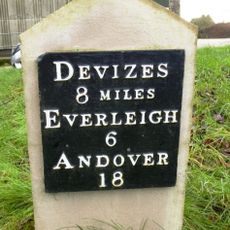 DEVIZES
8 MILES
EVERLEIGH
6
ANDOVER
18